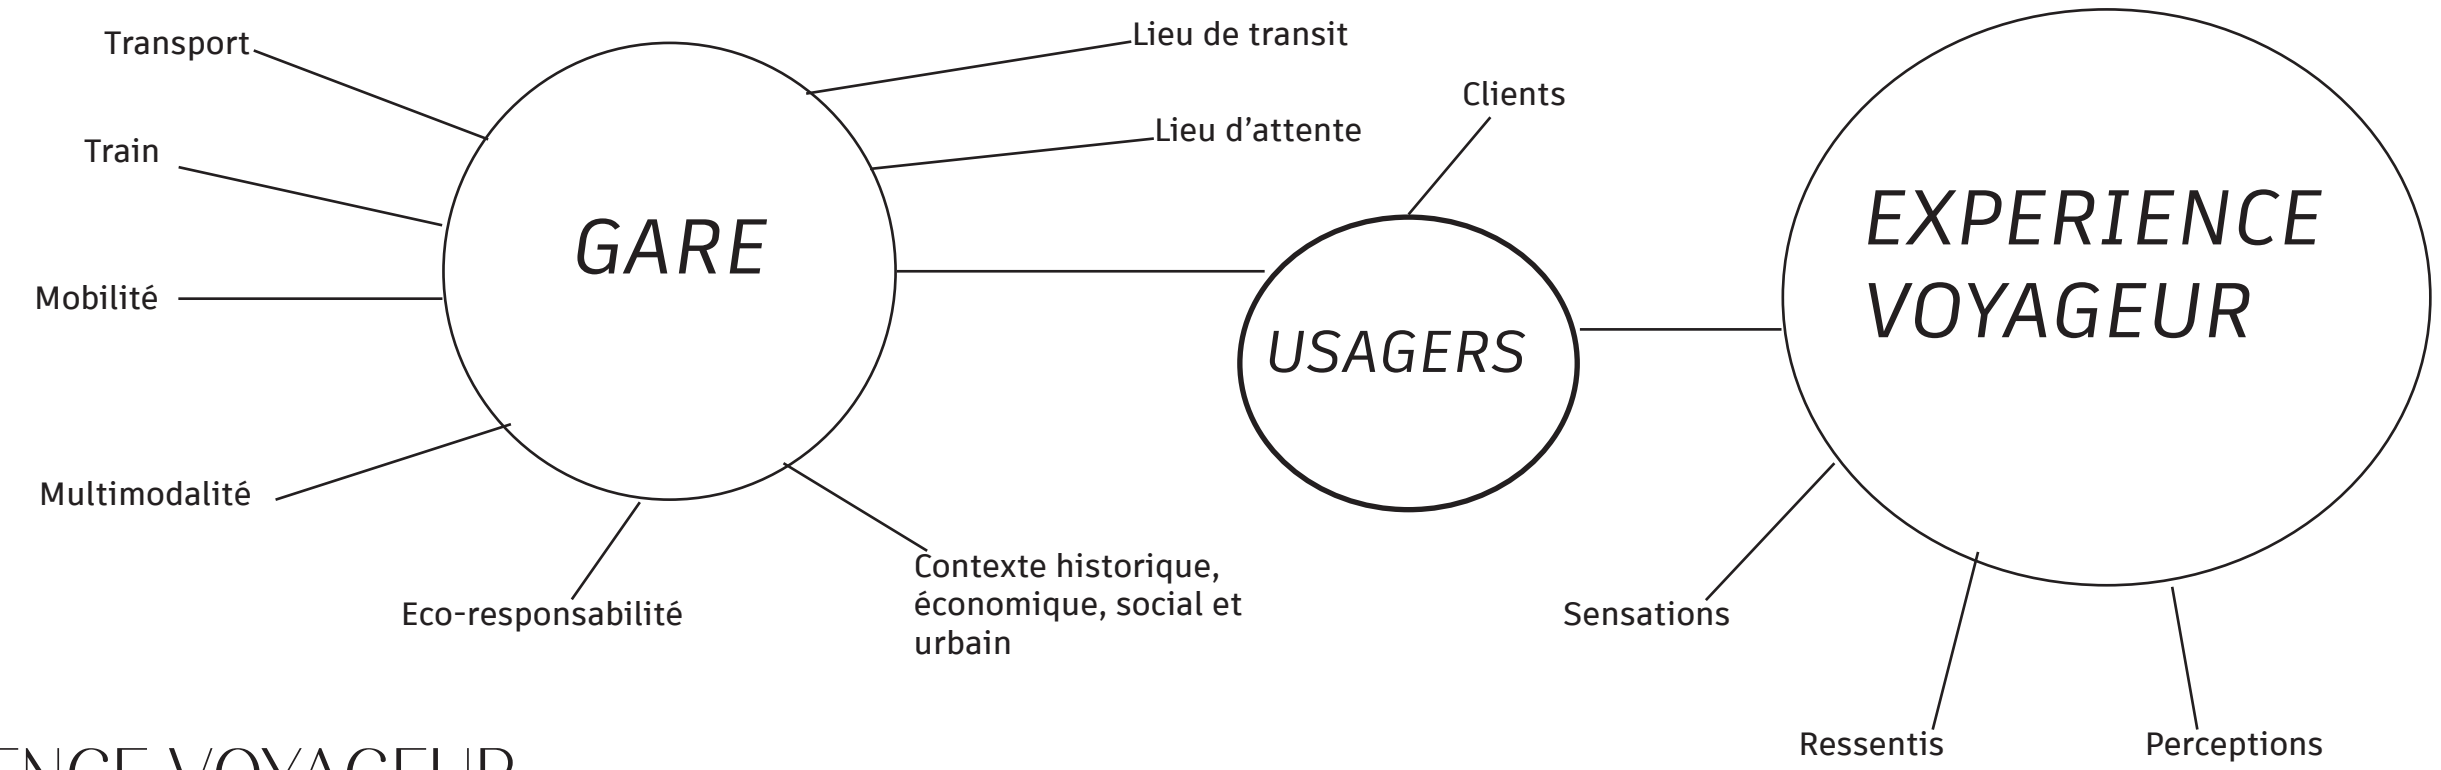 Transport
Train
Mobilité
Multimodalité
Eco-responsabilité
GARE
Lieu de transit
Lieu d’attente
Contexte historique,
économique, social et
urbain
Clients
USAGERS
EXPERIENCE
VOYAGEUR
Sensations
Ressentis
Perceptions
VOYAGEUR